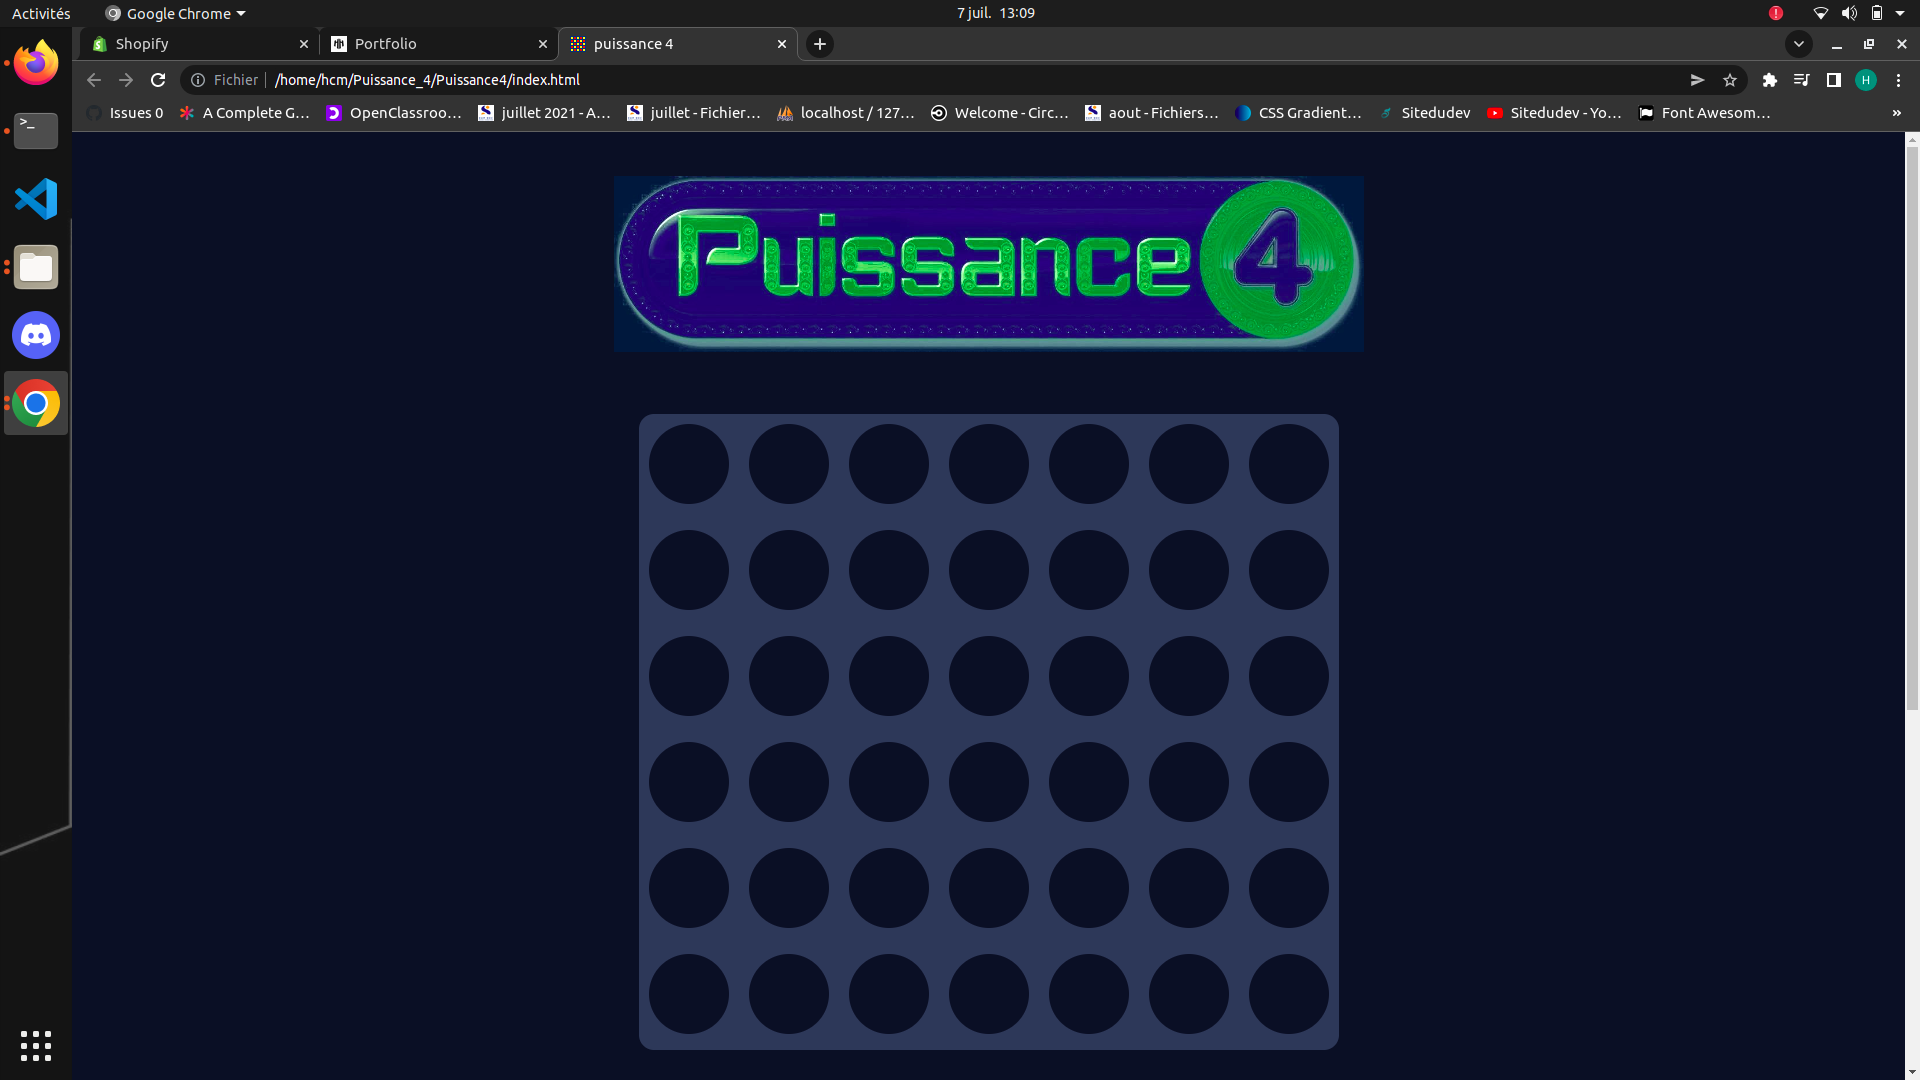 Activités Google Chrome 7 juil. 13:09
Shopify Portfolio puissance 4
Fichier /home/hcm/Puissance_4/Puissance4/index.html H
Issues 0 A Complete G… OpenClassroo… juillet 2021 - A… juillet - Fichier… localhost / 127… Welcome - Circ… aout - Fichiers… CSS Gradient… Sitedudev Sitedudev - Yo… Font Awesom… »
Puissance 4